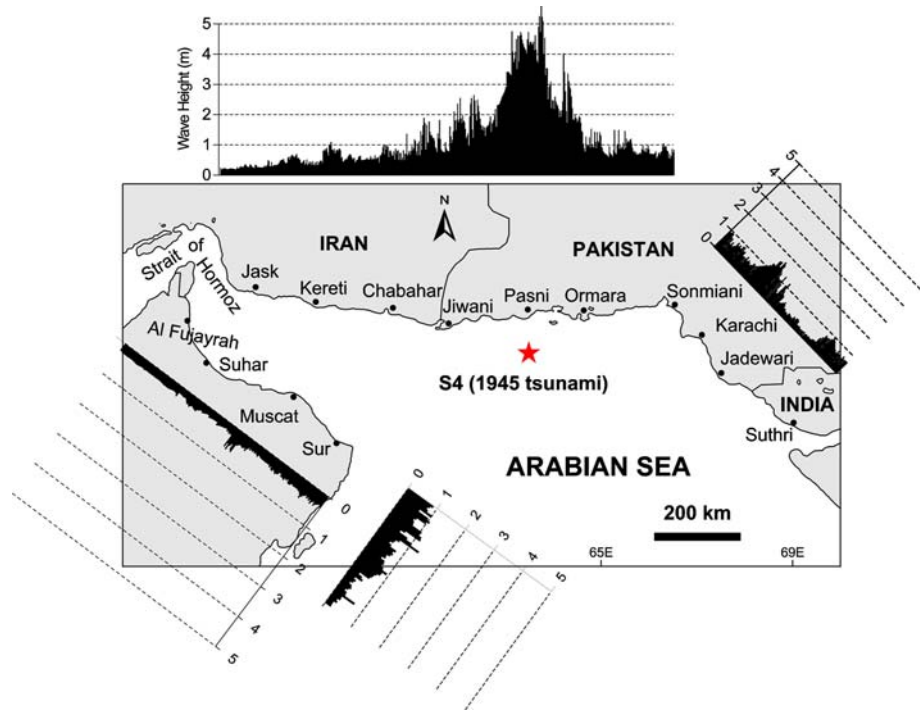 Wave Height (m)
5
4
3
2
1
0
N
IRAN
PAKISTAN
Strait of
Hormoz
Jask
Kereti
Chabahar
Jiwani
Pasni
Ormara
Sonmiani
Karachi
Jadewari
INDIA
Suthri
Al Fujayrah
Suhar
Muscat
Sur
S4 (1945 tsunami)
ARABIAN SEA
200 km
65E
69E
0
1
2
3
4
5
0
1
2
3
4
5
0
1
2
3
4
5